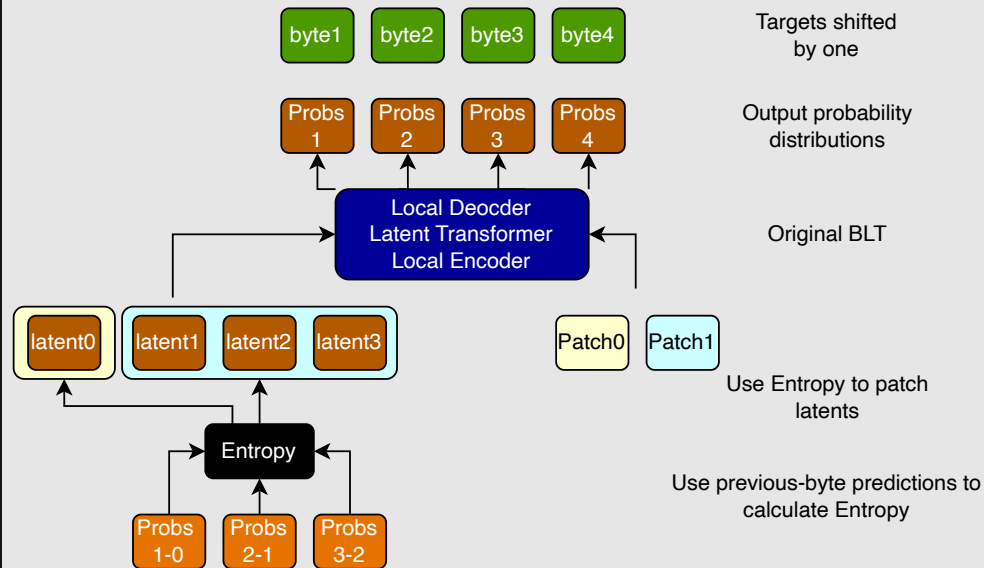 byte1
byte2
byte3
byte4
Targets shifted
by one
Probs
1
Probs
2
Probs
3
Probs
4
Output probability
distributions
Local Deocder
Latent Transformer
Local Encoder
Original BLT
latent0
latent1
latent2
latent3
Patch0
Patch1
Use Entropy to patch
latents
Entropy
Use previous-byte predictions to
calculate Entropy
Probs
1-0
Probs
2-1
Probs
3-2